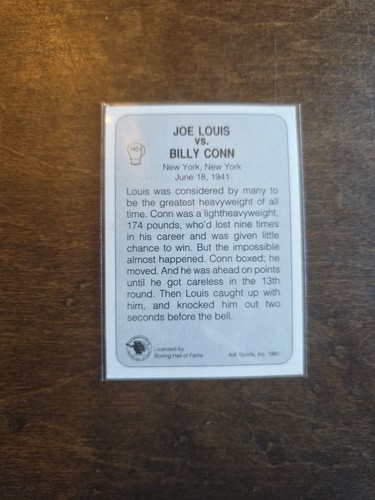 JOE LOUIS
vs.
BILLY CONN
New York, New York
June 18, 1941
Louis was considered by many to
be the greatest heavyweight of all
time. Conn was a lightheavyweight,
174 pounds, who'd lost nine times
in his career and was given little
chance to win. But the impossible
almost happened. Conn boxed; he
moved. And he was ahead on points
until he got careless in the 13th
round. Then Louis caught up with
him, and knocked him out two
seconds before the bell.
Licensed by
Boxing Hall of Fame
AW Sports, Inc. 1991